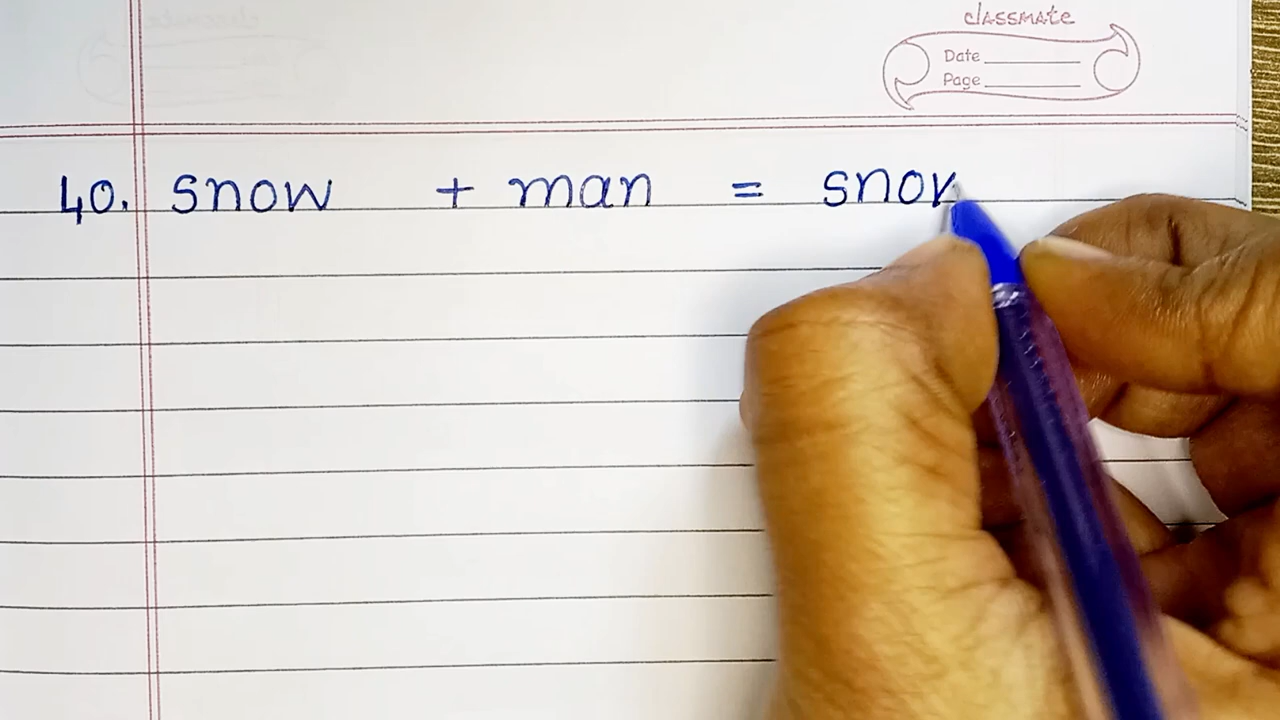 classmate
Date
Page
40. snow + man = snow